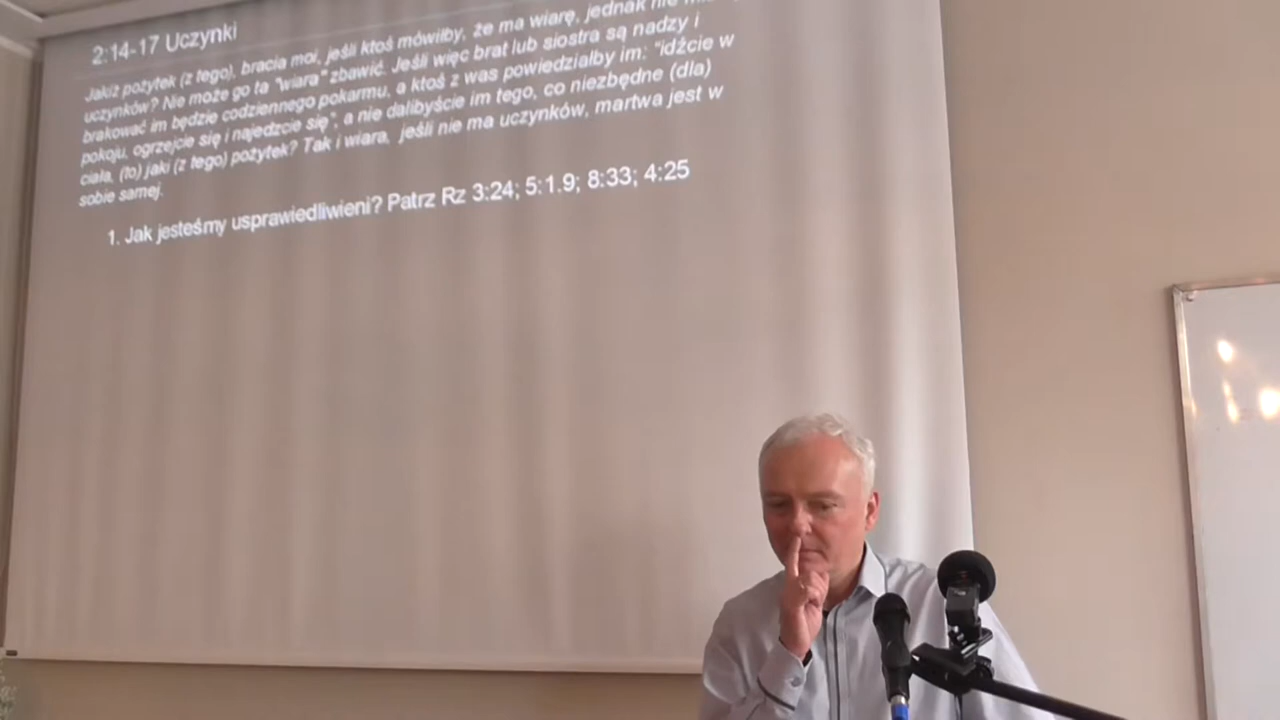 2:14-17 Uczynki
Jakiż pożytek (z tego), bracia moi, jeśli ktoś mówiłby, że ma wiarę, jednak nie
uczynków? Nie może go ta "wiara" zbawić. Jeśli więc brat lub siostra są nadzy i
brakować im będzie codziennego pokarmu, a ktoś z was powiedziałby im: "idźcie w
pokoju, ogrzejcie się i najedzcie się", a nie dalibyście im tego, co niezbędne (dla)
ciała, (to) jaki (z tego) pożytek? Tak i wiara, jeśli nie ma uczynków, martwa jest w
sobie samej.
1. Jak jesteśmy usprawiedliwieni? Patrz Rz 3:24; 5:1.9; 8:33; 4:25